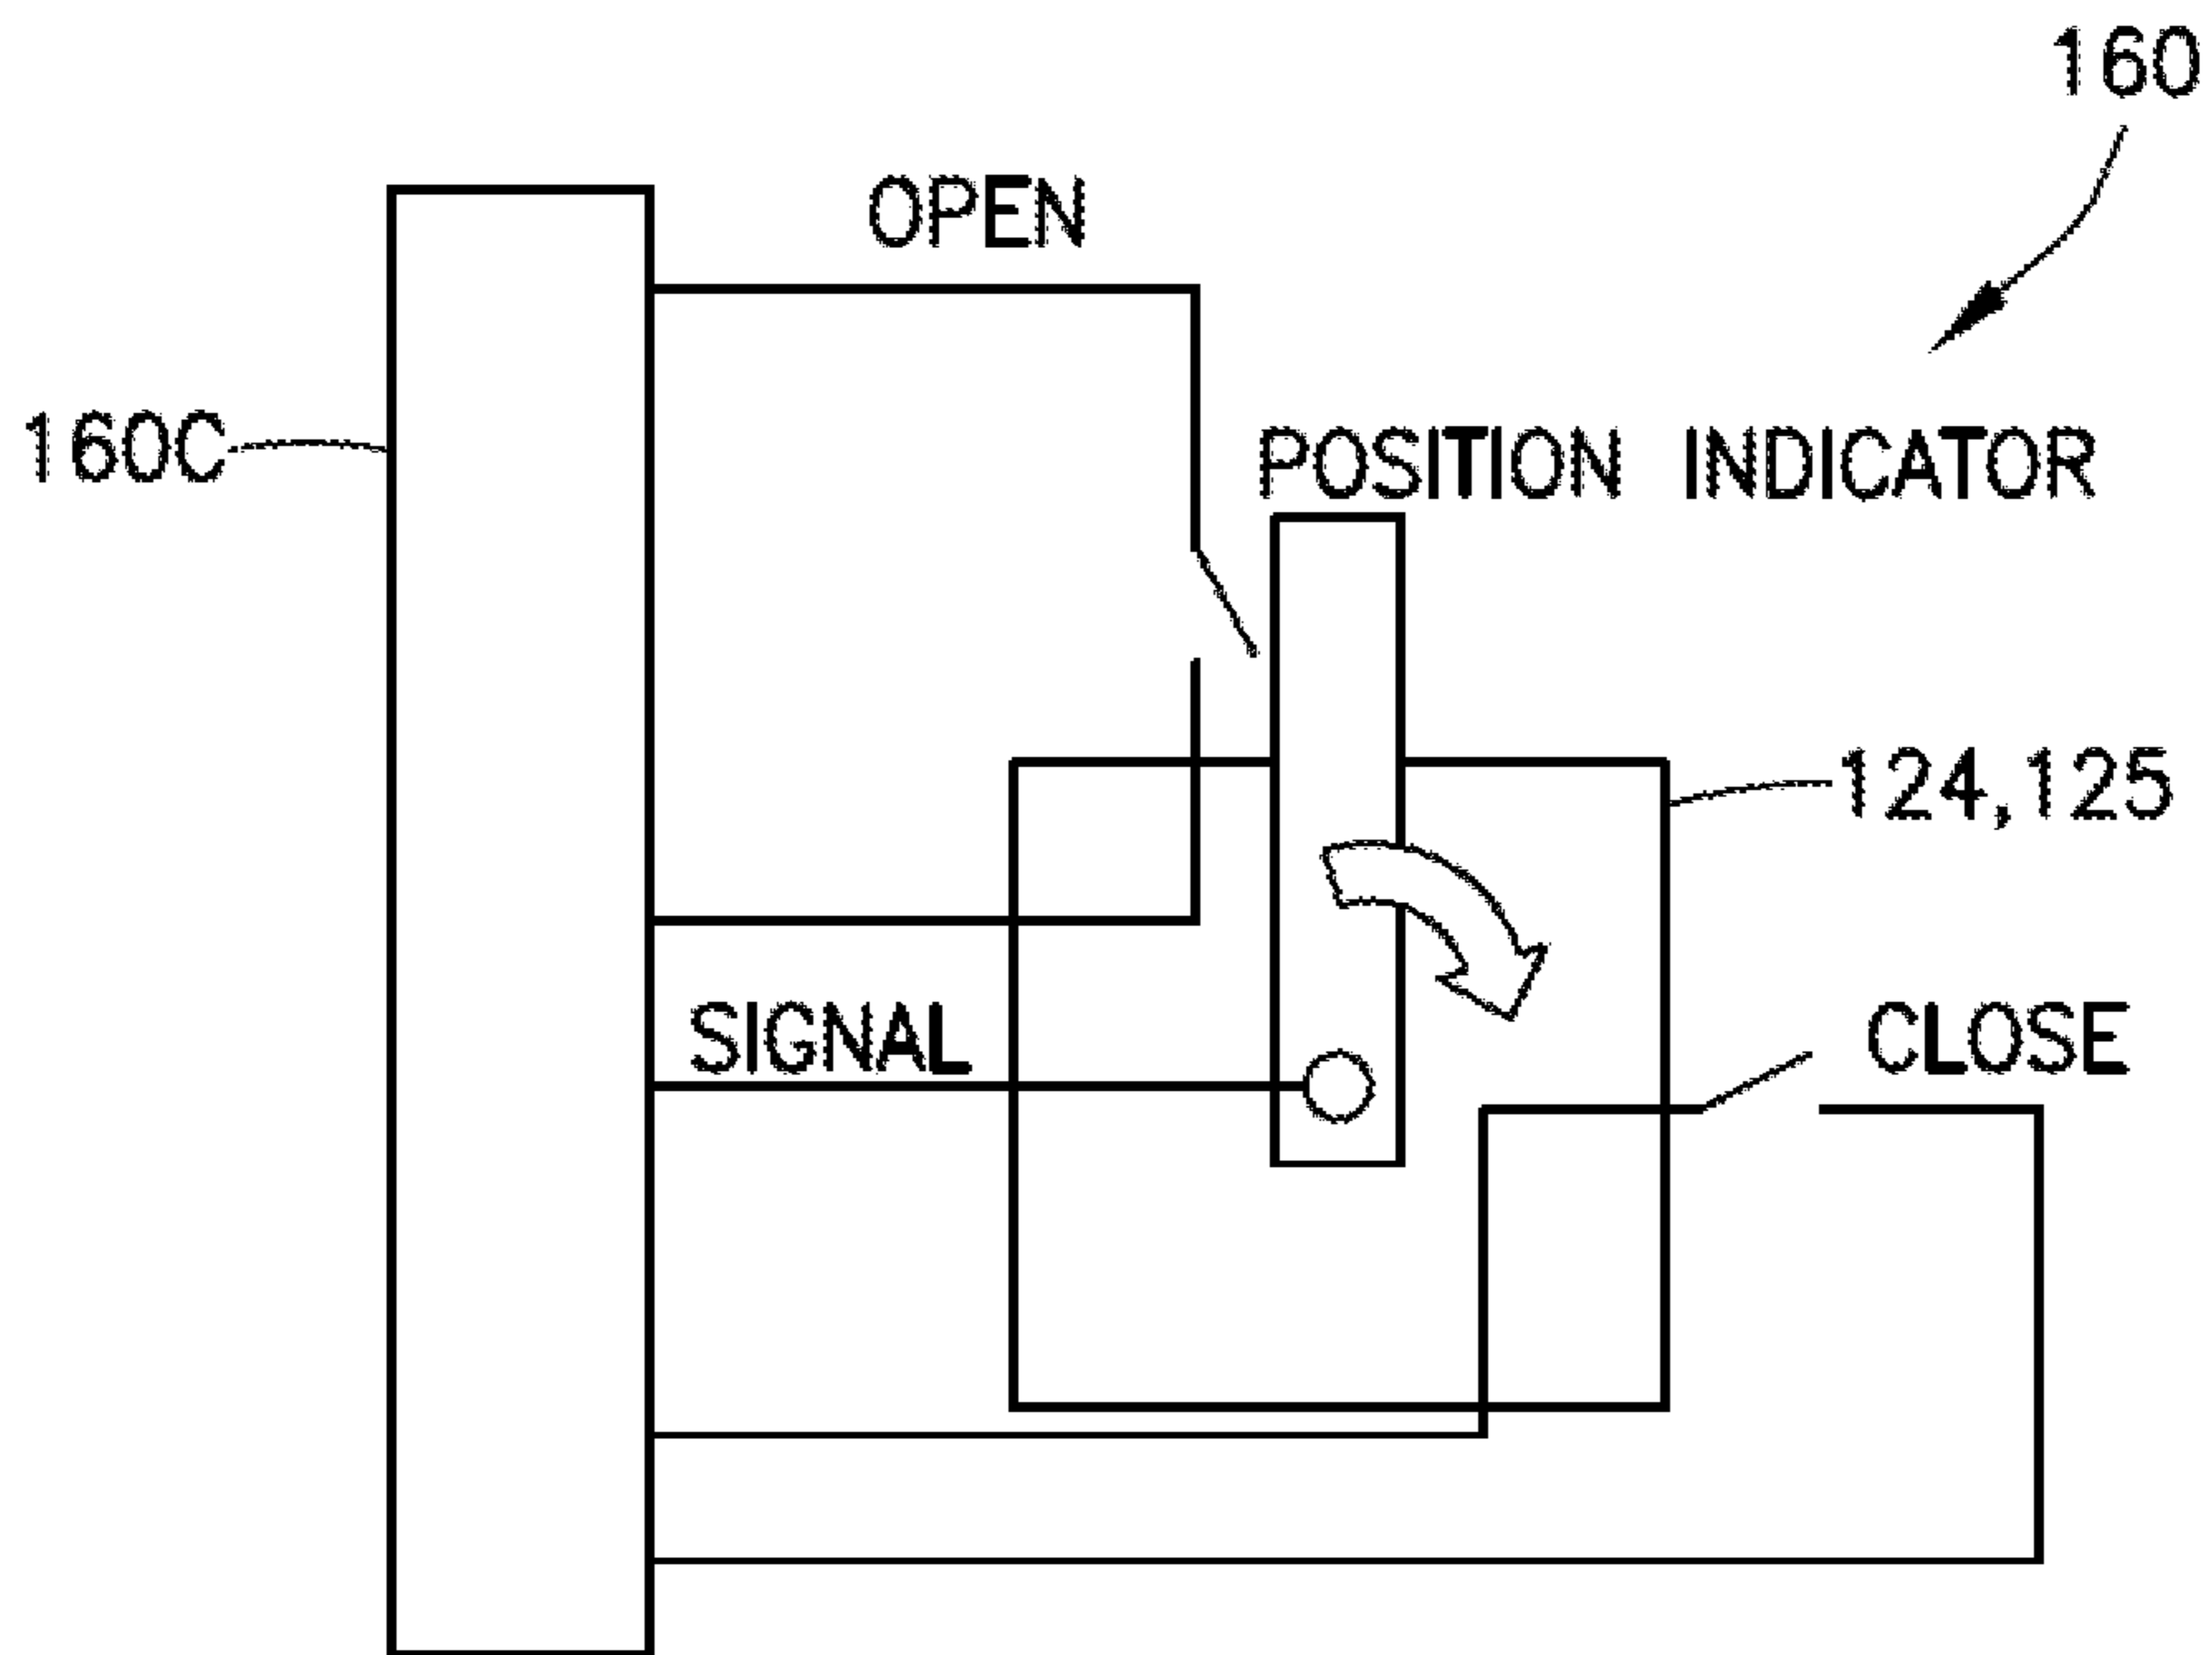 160
OPEN
160C
POSITION INDICATOR
124,125
SIGNAL
CLOSE